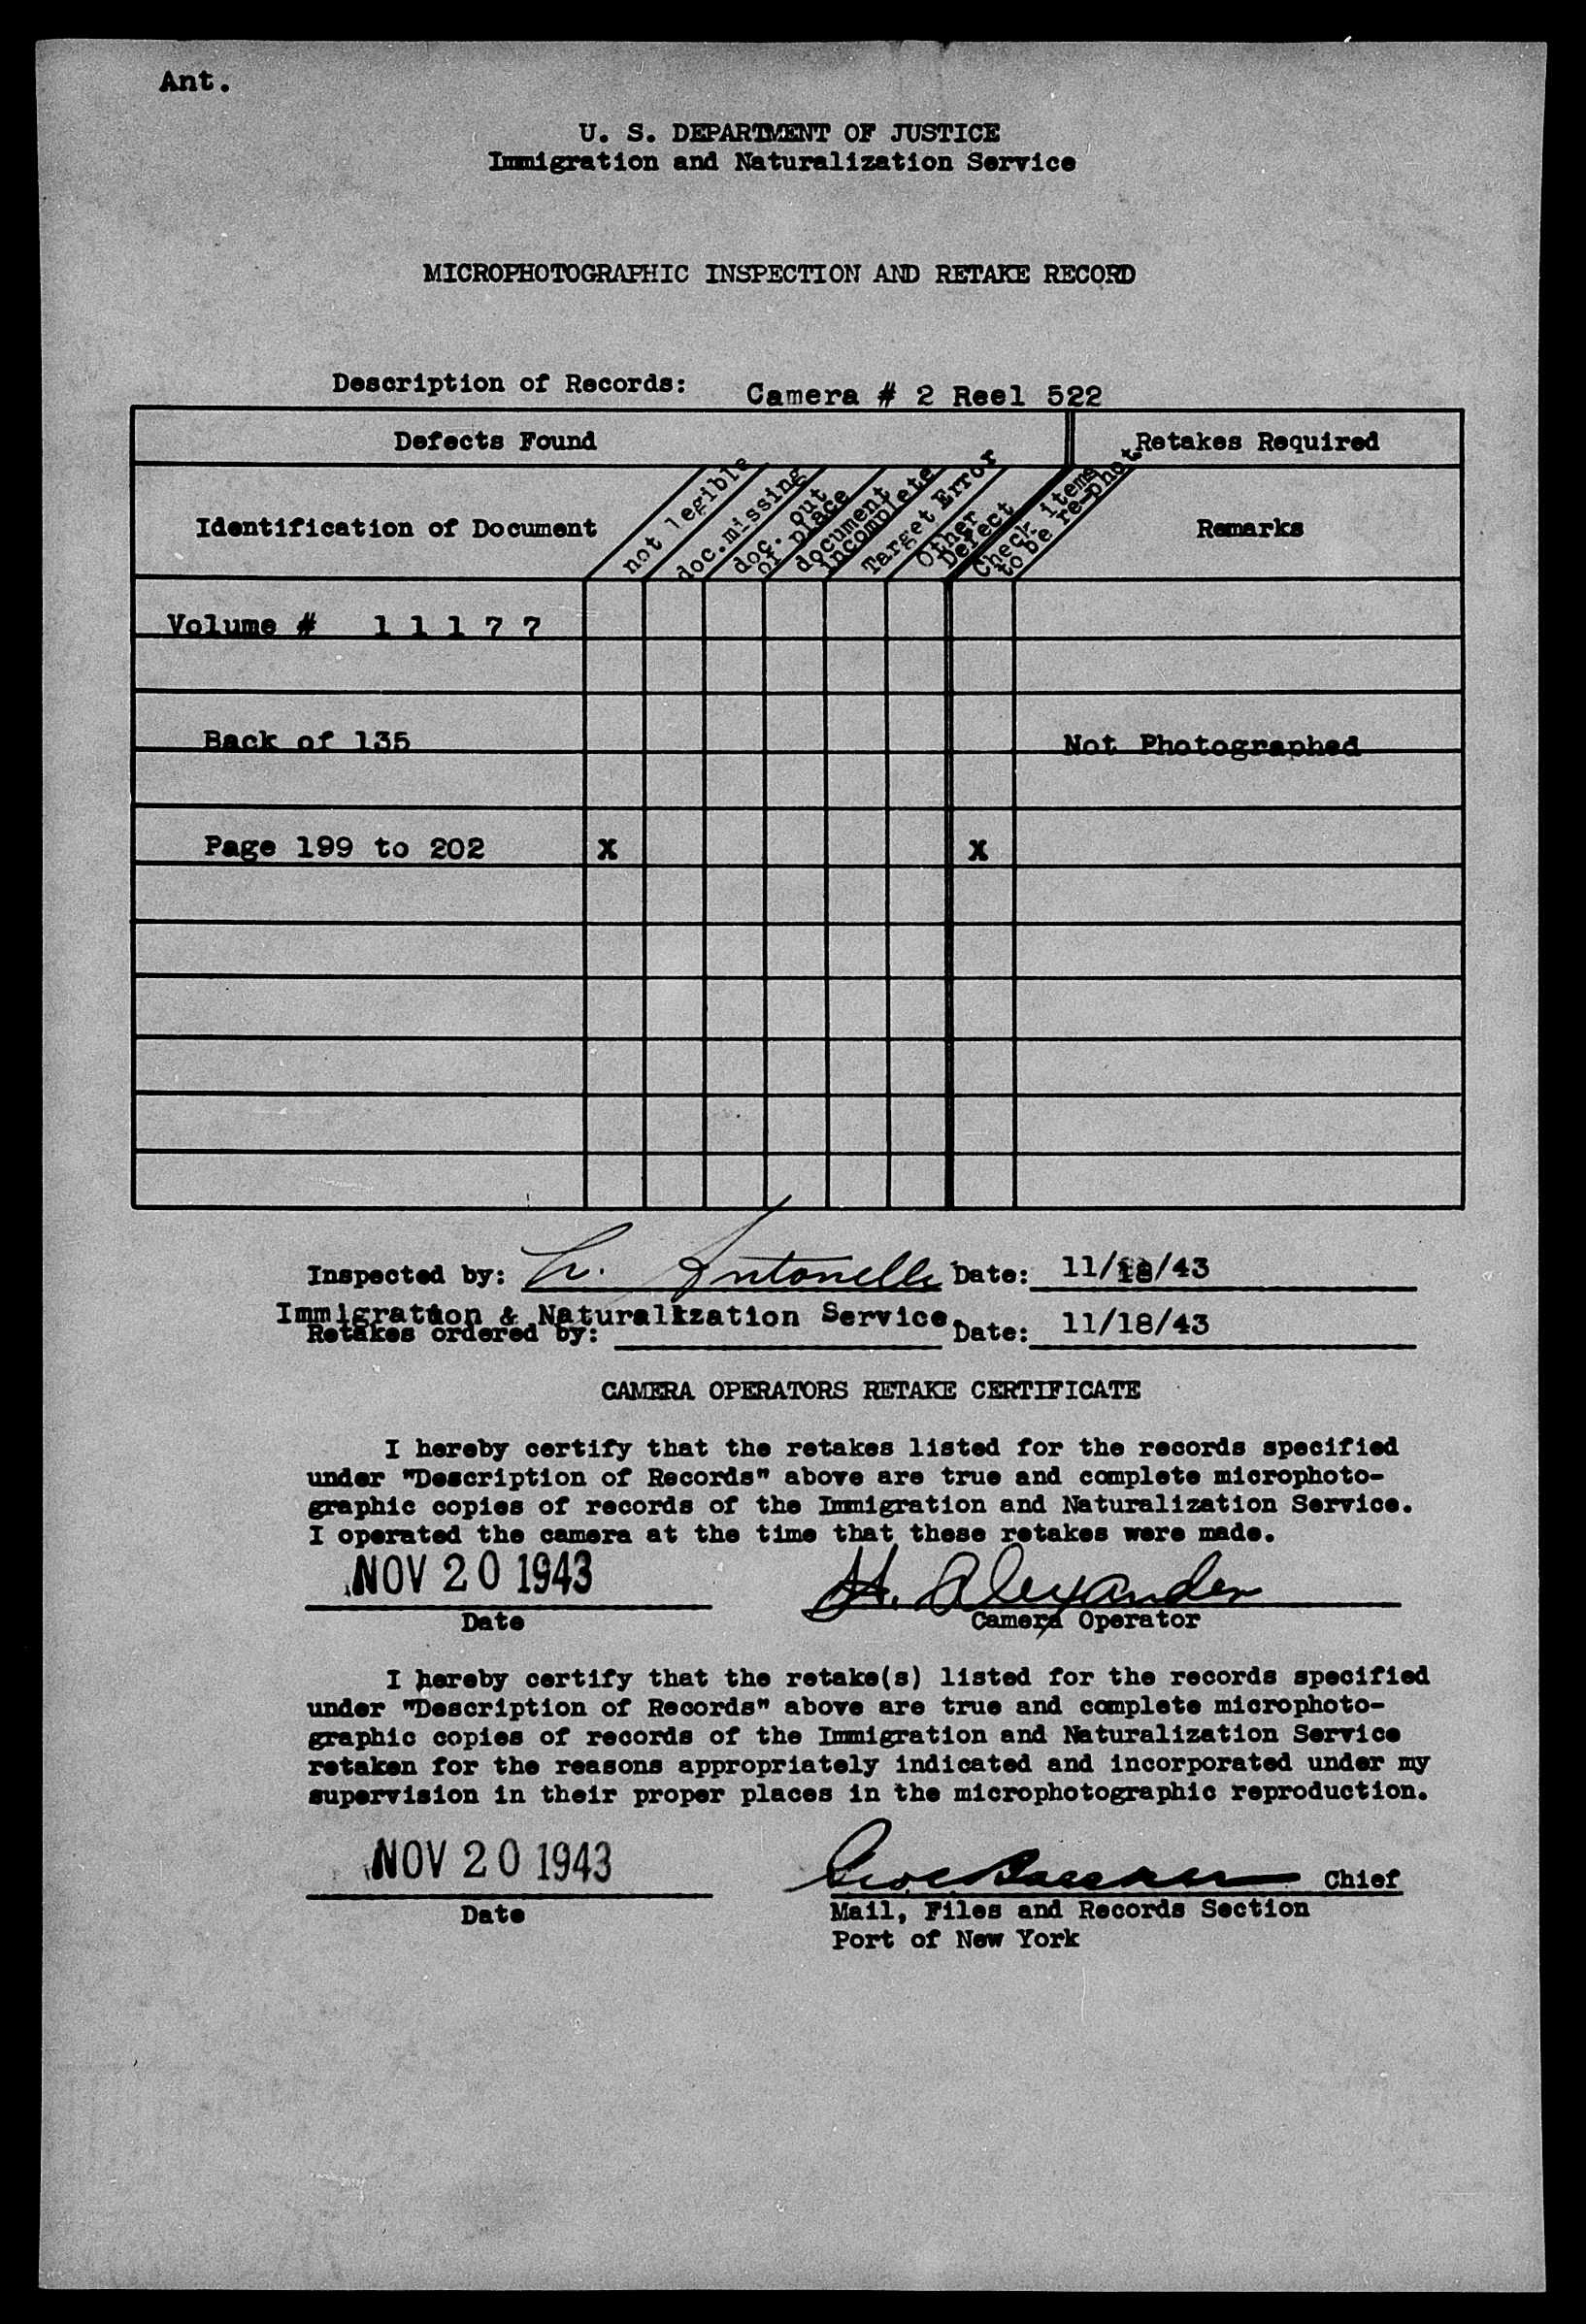 Ant.
U. S. DEPARTMENT OF JUSTICE
Immigration and Naturalization Service
MICROPHOTOGRAPHIC INSPECTION AND RETAKE RECORD
Description of Records: Camera # 2 Reel 522
Defects Found
Retakes Required
Identification of Document
not legible
doc.missing
doc. out
of place
document
incomplete
Target Error
Other
Defect
Check items
to be re-phot.
Remarks
Volume # 1 1 1 7 7
Back of 135 Not Photographed
Page 199 to 202 X X
Inspected by: Antonelli Date: 11/18/43
Immigration & Naturalization Service.
Retakes ordered by: Date: 11/18/43
CAMERA OPERATORS RETAKE CERTIFICATE
I hereby certify that the retakes listed for the records specified
under "Description of Records" above are true and complete microphoto-
graphic copies of records of the Immigration and Naturalization Service.
I operated the camera at the time that these retakes were made.
NOV 20 1943 H. Alexander
Date Camera Operator
I hereby certify that the retake(s) listed for the records specified
under "Description of Records" above are true and complete microphoto-
graphic copies of records of the Immigration and Naturalization Service
retaken for the reasons appropriately indicated and incorporated under my
supervision in their proper places in the microphotographic reproduction.
NOV 20 1943 Chief
Date Mail, Files and Records Section
Port of New York